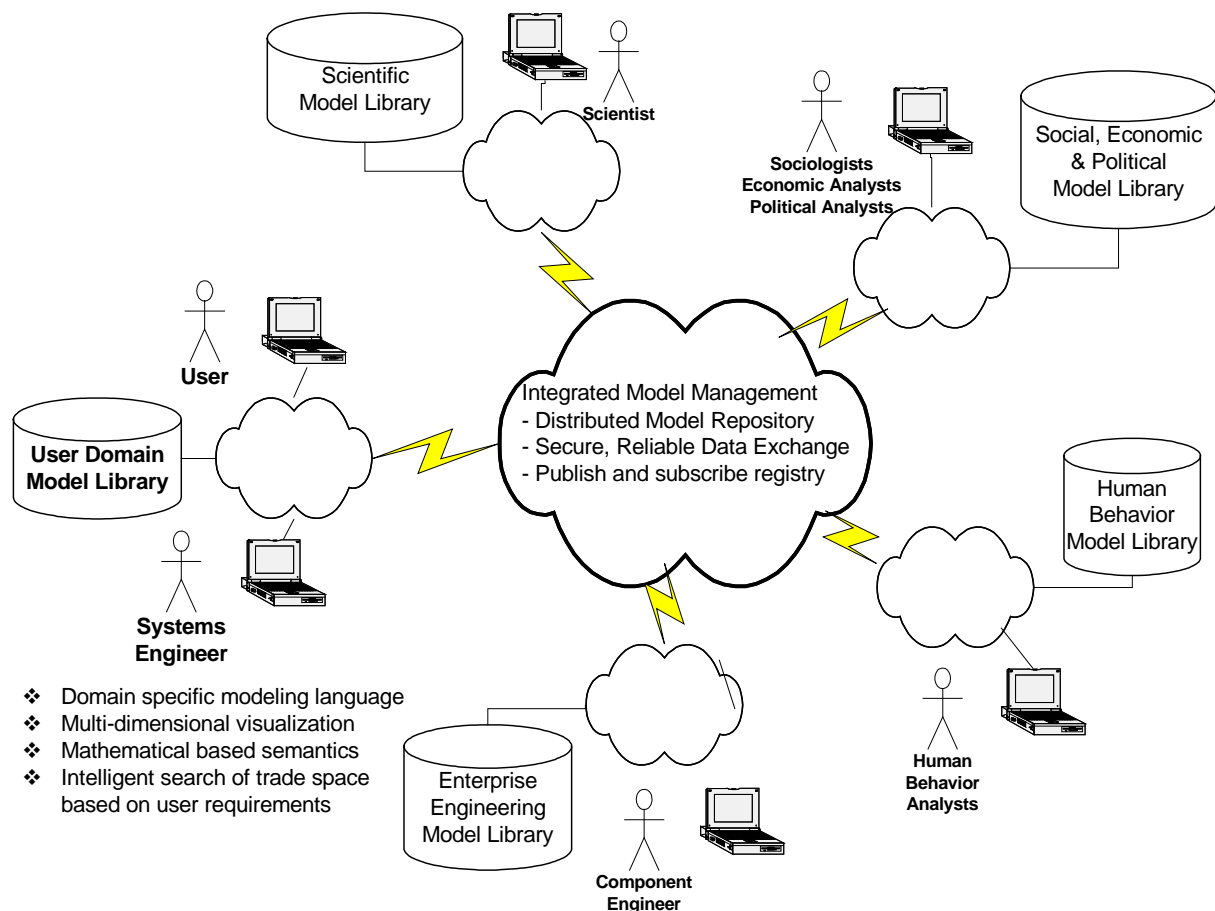 Scientific
Model Library
Scientist
Sociologists
Economic Analysts
Political Analysts
Social, Economic
& Political
Model Library
User
User Domain
Model Library
Integrated Model Management
- Distributed Model Repository
- Secure, Reliable Data Exchange
- Publish and subscribe registry
Human
Behavior
Model Library
Systems
Engineer
❖ Domain specific modeling language
❖ Multi-dimensional visualization
❖ Mathematical based semantics
❖ Intelligent search of trade space
based on user requirements
Enterprise
Engineering
Model Library
Component
Engineer
Human
Behavior
Analysts